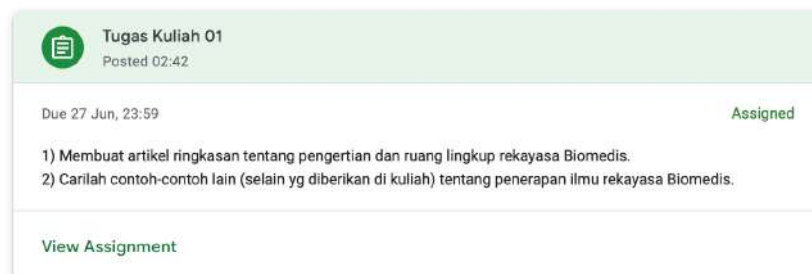 Tugas Kuliah 01
Posted 02:42
Due 27 Jun, 23:59
Assigned
1) Membuat artikel ringkasan tentang pengertian dan ruang lingkup rekayasa Biomedis.
2) Carilah contoh-contoh lain (selain yg diberikan di kuliah) tentang penerapan ilmu rekayasa Biomedis.
View Assignment